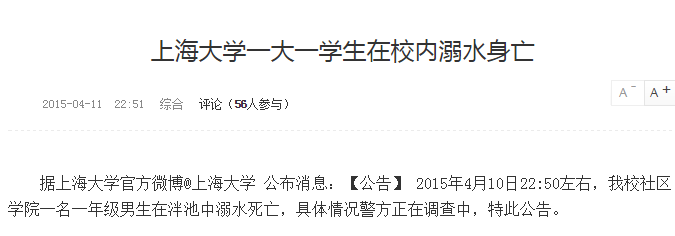 上海大学一大一学生在校内溺水身亡
A - A +
2015-04-11 22:51 综合 评论（56人参与）
据上海大学官方微博@上海大学 公布消息：【公告】 2015年4月10日22:50左右，我校社区
学院一名一年级男生在泮池中溺水死亡，具体情况警方正在调查中，特此公告。